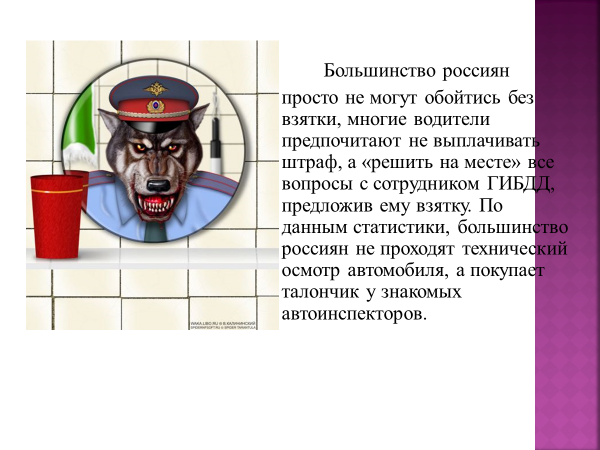 Большинство россиян
просто не могут обойтись без
взятки, многие водители
предпочитают не выплачивать
штраф, а «решить на месте» все
вопросы с сотрудником ГИБДД,
предложив ему взятку. По
данным статистики, большинство
россиян не проходят технический
осмотр автомобиля, а покупает
талончик у знакомых
автоинспекторов.